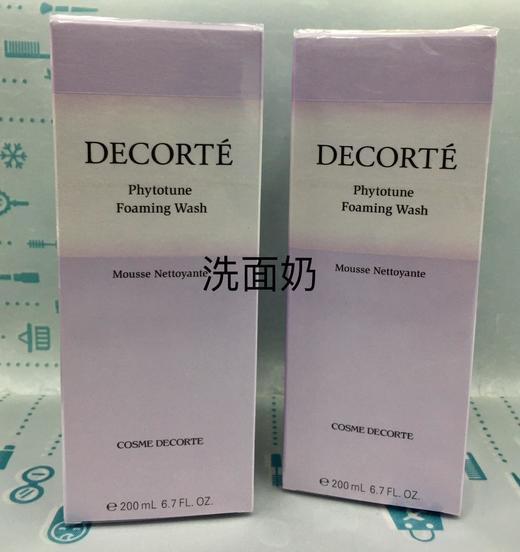 DECORTÉ
Phytotune
Foaming Wash
Mousse Nettoyante
COSME DECORTE
℮ 200 mL 6.7 FL. OZ.
DECORTÉ
Phytotune
Foaming Wash
Mousse Nettoyante
COSME DECORTE
℮ 200 mL 6.7 FL. OZ.
洗面奶